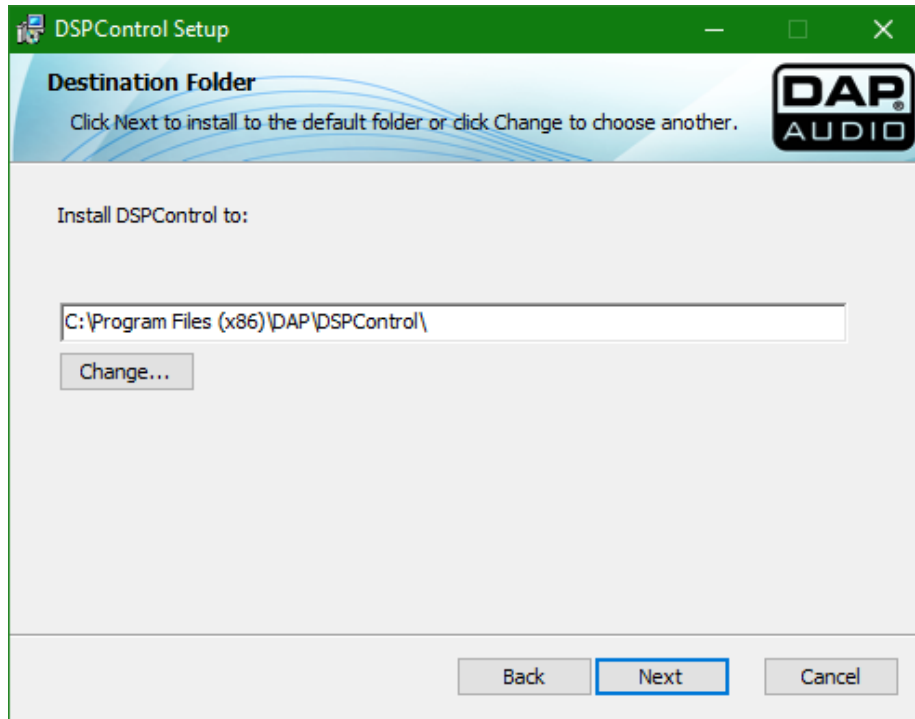 DSPControl Setup
Destination Folder
Click Next to install to the default folder or click Change to choose another.
DAP®
AUDIO
Install DSPControl to:
C:\Program Files (x86)\DAP\DSPControl\
Change...
Back Next Cancel